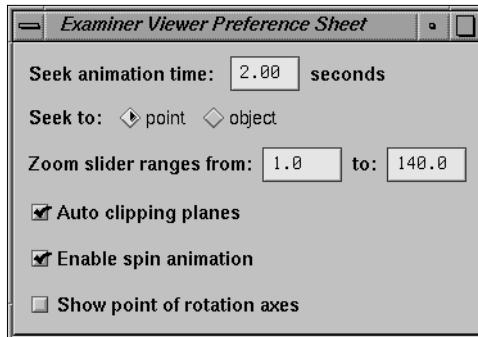 Examiner Viewer Preference Sheet
Seek animation time: 2.00 seconds
Seek to: point object
Zoom slider ranges from: 1.0 to: 140.0
Auto clipping planes
Enable spin animation
Show point of rotation axes